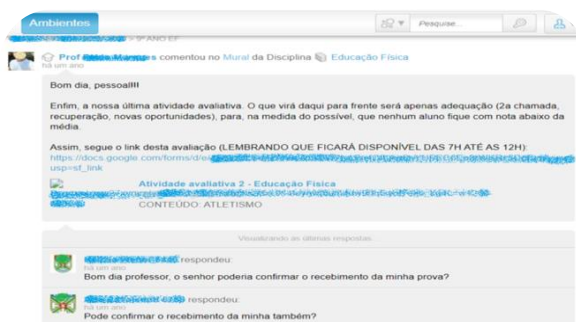 Ambientes
Pesquise...
> 9º ANO EF
Prof comentou no Mural da Disciplina Educação Física
há um ano
Bom dia, pessoal!!!
Enfim, a nossa última atividade avaliativa. O que virá daqui para frente será apenas adequação (2a chamada,
recuperação, novas oportunidades), para, na medida do possível, que nenhum aluno fique com nota abaixo da
média.
Assim, segue o link desta avaliação (LEMBRANDO QUE FICARÁ DISPONÍVEL DAS 7H ATÉ AS 12H):
https://docs.google.com/forms/d/e/
usp=sf_link
Atividade avaliativa 2 - Educação Física
CONTEÚDO: ATLETISMO
Visualizando as últimas respostas...
respondeu:
há um ano
Bom dia professor, o senhor poderia confirmar o recebimento da minha prova?
respondeu:
há um ano
Pode confirmar o recebimento da minha também?